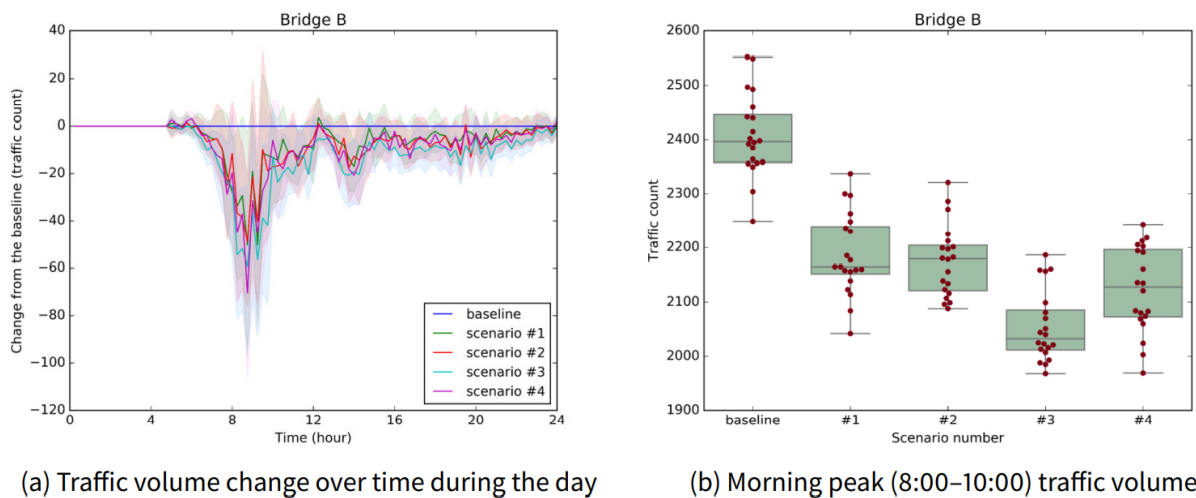 Bridge B
40
20
0
−20
−40
−60
−80
−100
−120
Change from the baseline (traffic count)
0 4 8 12 16 20 24
Time (hour)
baseline
scenario #1
scenario #2
scenario #3
scenario #4
(a) Traffic volume change over time during the day
Bridge B
2600
2500
2400
2300
2200
2100
2000
1900
Traffic count
baseline #1 #2 #3 #4
Scenario number
(b) Morning peak (8:00–10:00) traffic volume